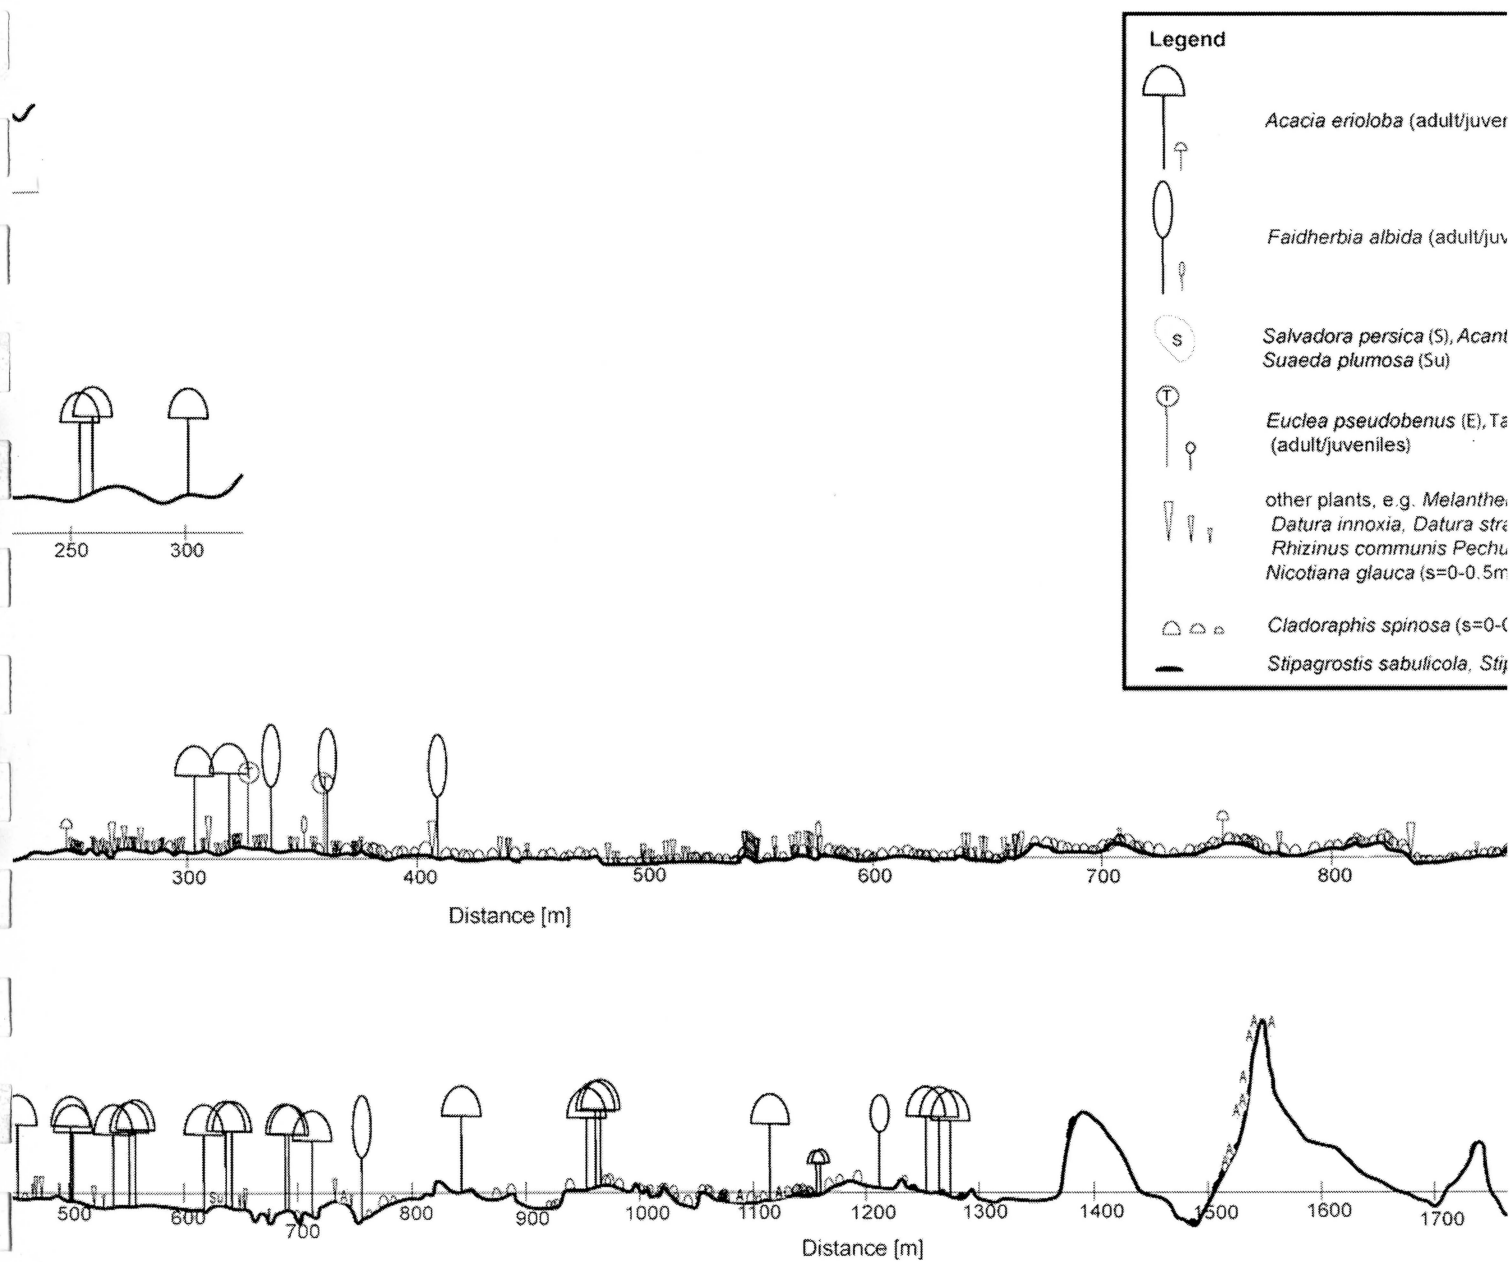 Legend
Acacia erioloba (adult/juver
Faidherbia albida (adult/juv
S
Salvadora persica (S), Acant
Suaeda plumosa (Su)
T
Euclea pseudobenus (E), Ta
(adult/juveniles)
other plants, e.g. Melanthe
Datura innoxia, Datura stra
Rhizinus communis Pechu
Nicotiana glauca (s=0-0.5m
Cladoraphis spinosa (s=0-0
Stipagrostis sabulicola, Stip
250 300
T T
300 400 500 600 700 800
Distance [m]
A A
A
A
A
A
A
Su A A A
500 600 700 800 900 1000 1100 1200 1300 1400 1500 1600 1700
Distance [m]